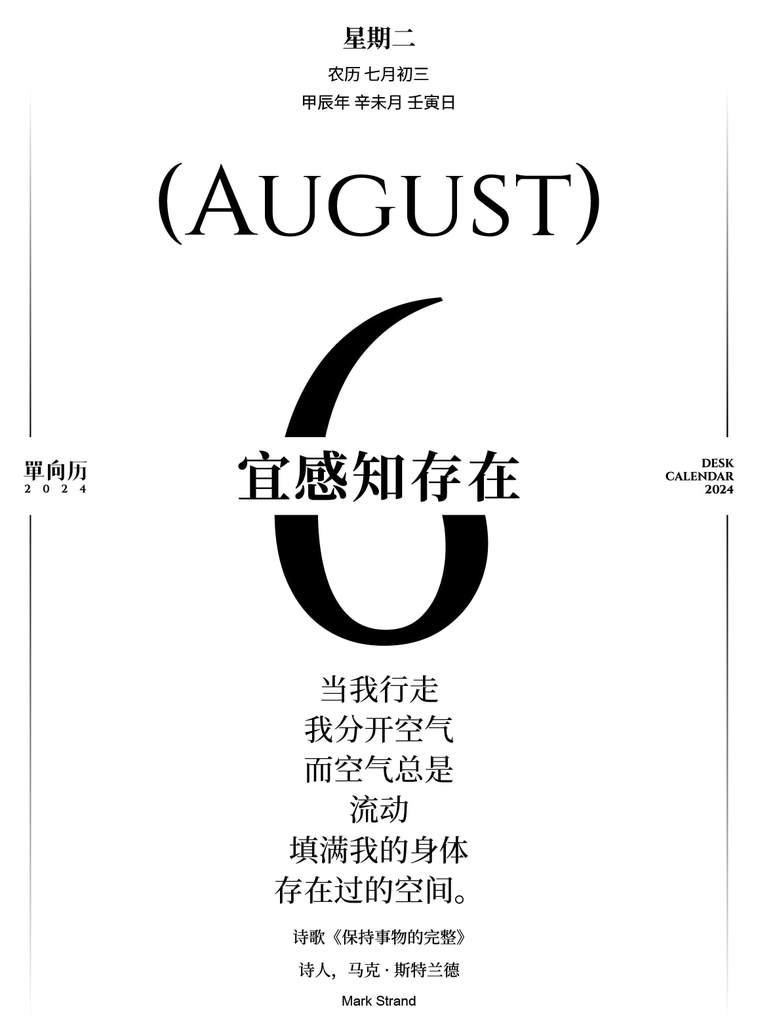 星期二
农历 七月初三
甲辰年 辛未月 壬寅日
(AUGUST)
6
宜感知存在
單向历
2024
DESK
CALENDAR
2024
当我行走
我分开空气
而空气总是
流动
填满我的身体
存在过的空间。
诗歌《保持事物的完整》
诗人，马克·斯特兰德
Mark Strand